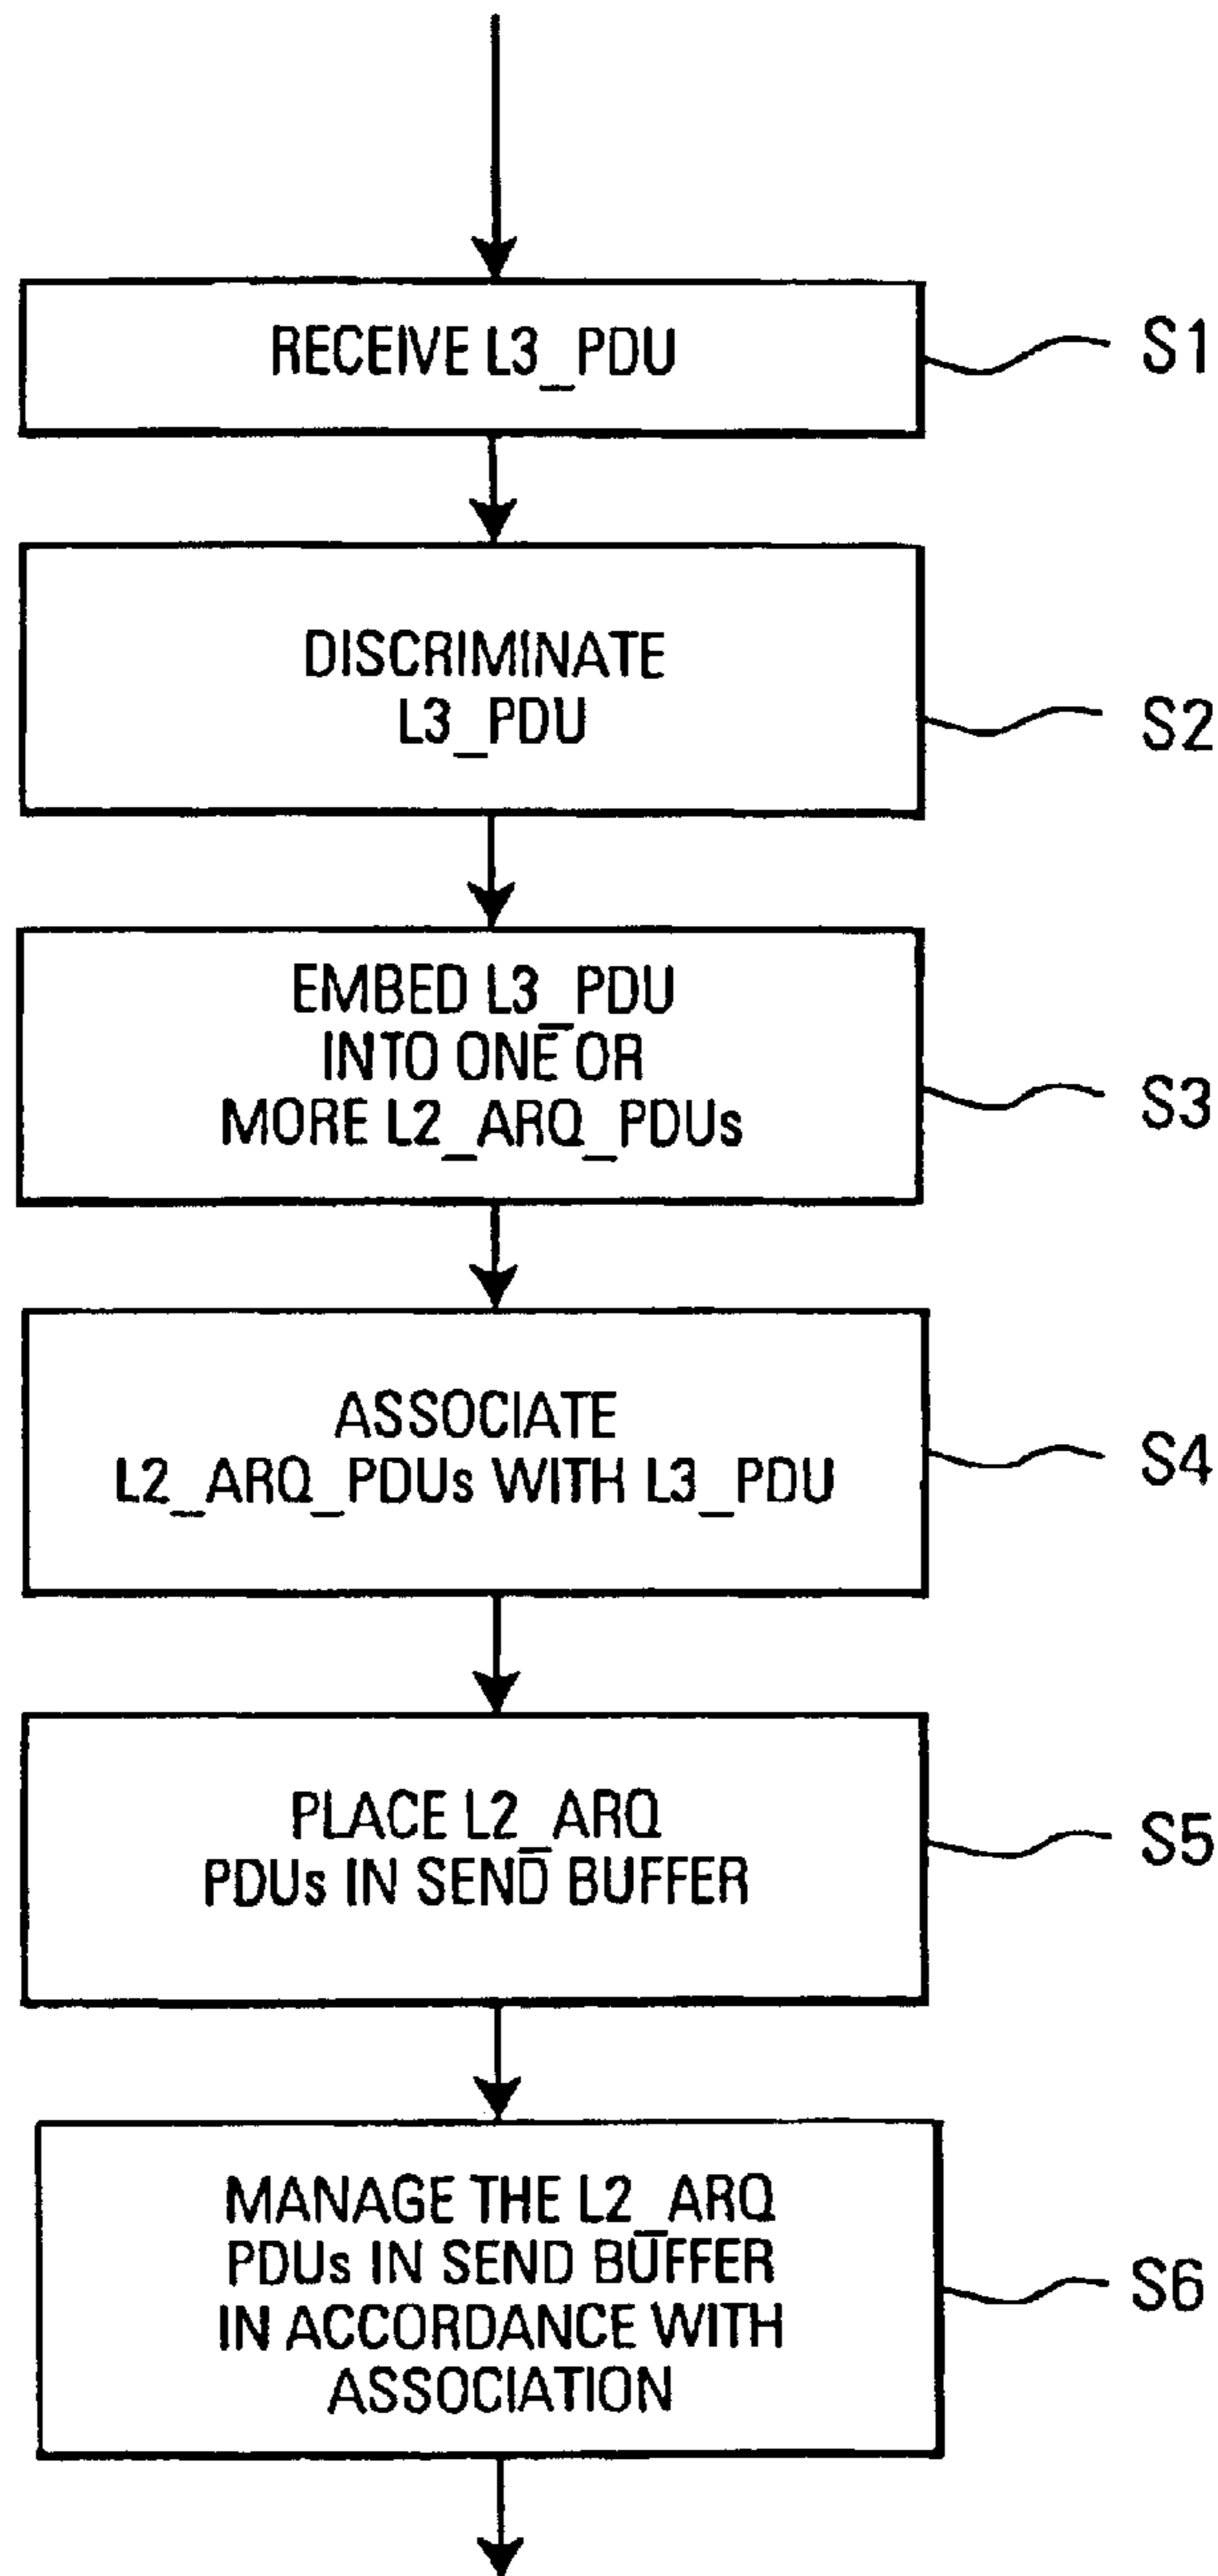 RECEIVE L3_PDU
S1
DISCRIMINATE
L3_PDU
S2
EMBED L3_PDU
INTO ONE OR
MORE L2_ARQ_PDUs
S3
ASSOCIATE
L2_ARQ_PDUs WITH L3_PDU
S4
PLACE L2_ARQ
PDUs IN SEND BUFFER
S5
MANAGE THE L2_ARQ
PDUs IN SEND BUFFER
IN ACCORDANCE WITH
ASSOCIATION
S6